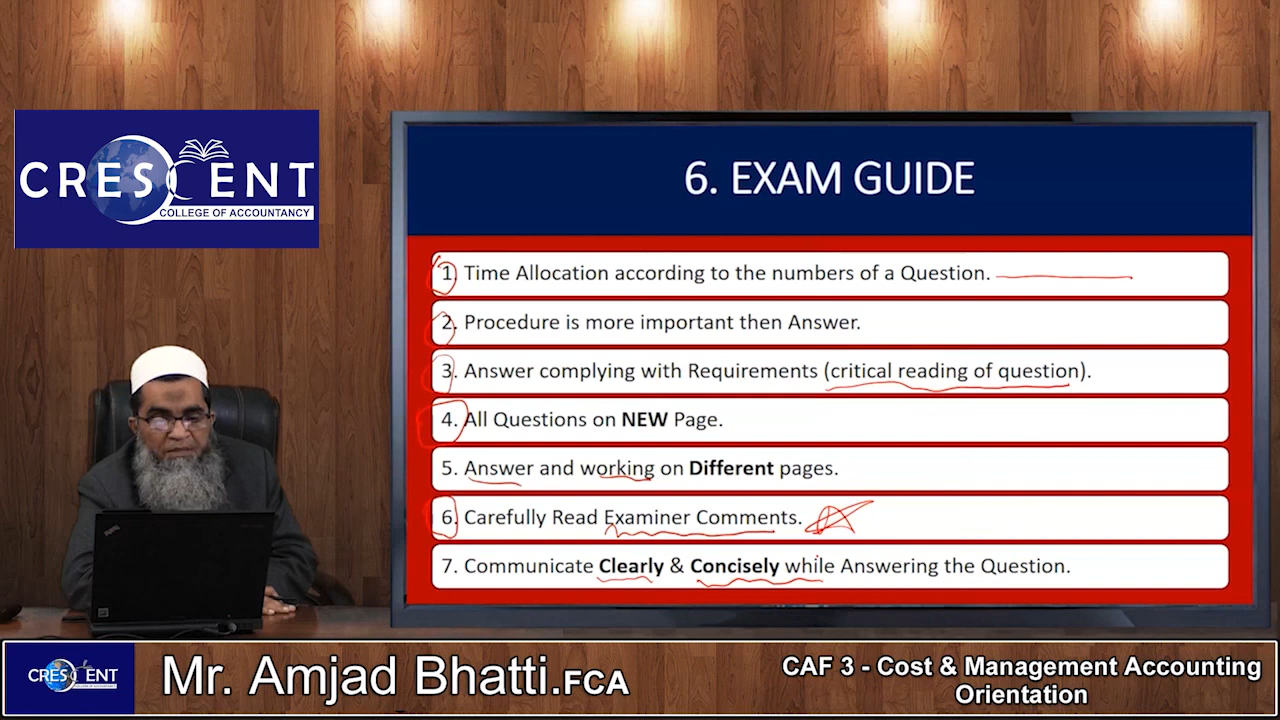 CRESCENT
COLLEGE OF ACCOUNTANCY
6. EXAM GUIDE
1. Time Allocation according to the numbers of a Question.
2. Procedure is more important then Answer.
3. Answer complying with Requirements (critical reading of question).
4. All Questions on NEW Page.
5. Answer and working on Different pages.
6. Carefully Read Examiner Comments.
7. Communicate Clearly & Concisely while Answering the Question.
CRESCENT
COLLEGE OF ACCOUNTANCY
Mr. Amjad Bhatti.FCA
CAF 3 - Cost & Management Accounting
Orientation